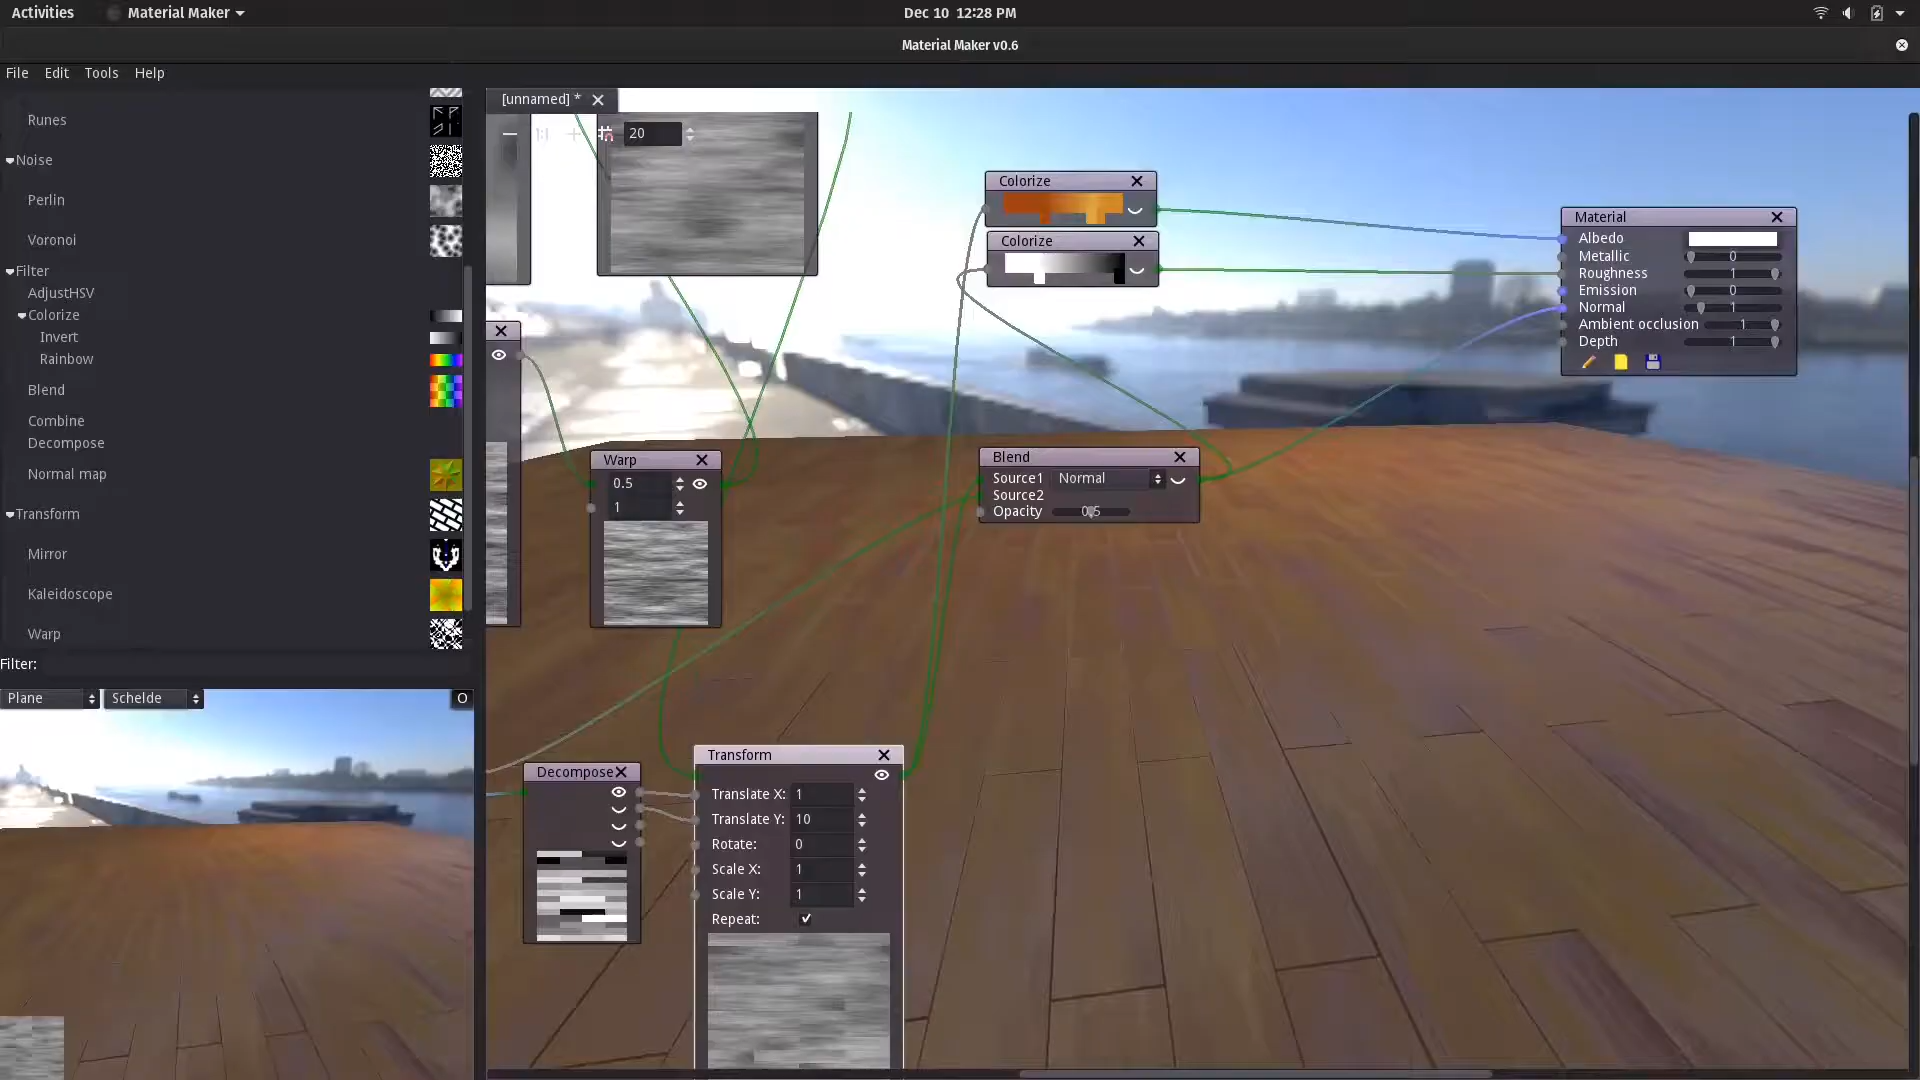 Activities
Material Maker
Dec 10 12:28 PM
Material Maker v0.6
File
Edit
Tools
Help
Runes
Noise
Perlin
Voronoi
Filter
AdjustHSV
Colorize
Invert
Rainbow
Blend
Combine
Decompose
Normal map
Transform
Mirror
Kaleidoscope
Warp
Filter:
Plane
Schelde
[unnamed] *
1:1
20
Colorize
Colorize
Material
Albedo
Metallic 0
Roughness 1
Emission 0
Normal 1
Ambient occlusion 1
Depth 1
Warp
0.5
1
Blend
Source1 Normal
Source2
Opacity 0.5
Decompose
Transform
Translate X: 1
Translate Y: 10
Rotate: 0
Scale X: 1
Scale Y: 1
Repeat: